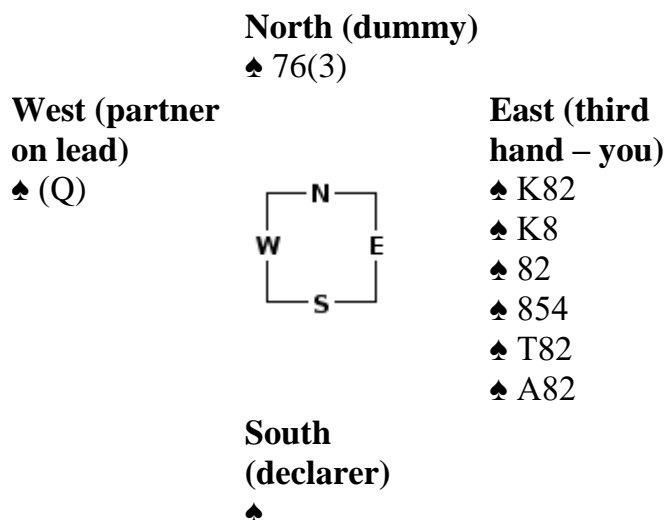 North (dummy)
♠ 76(3)
West (partner
on lead)
♠ (Q)
East (third
hand – you)
♠ K82
♠ K8
♠ 82
♠ 854
♠ T82
♠ A82
N
W E
S
South
(declarer)
♠